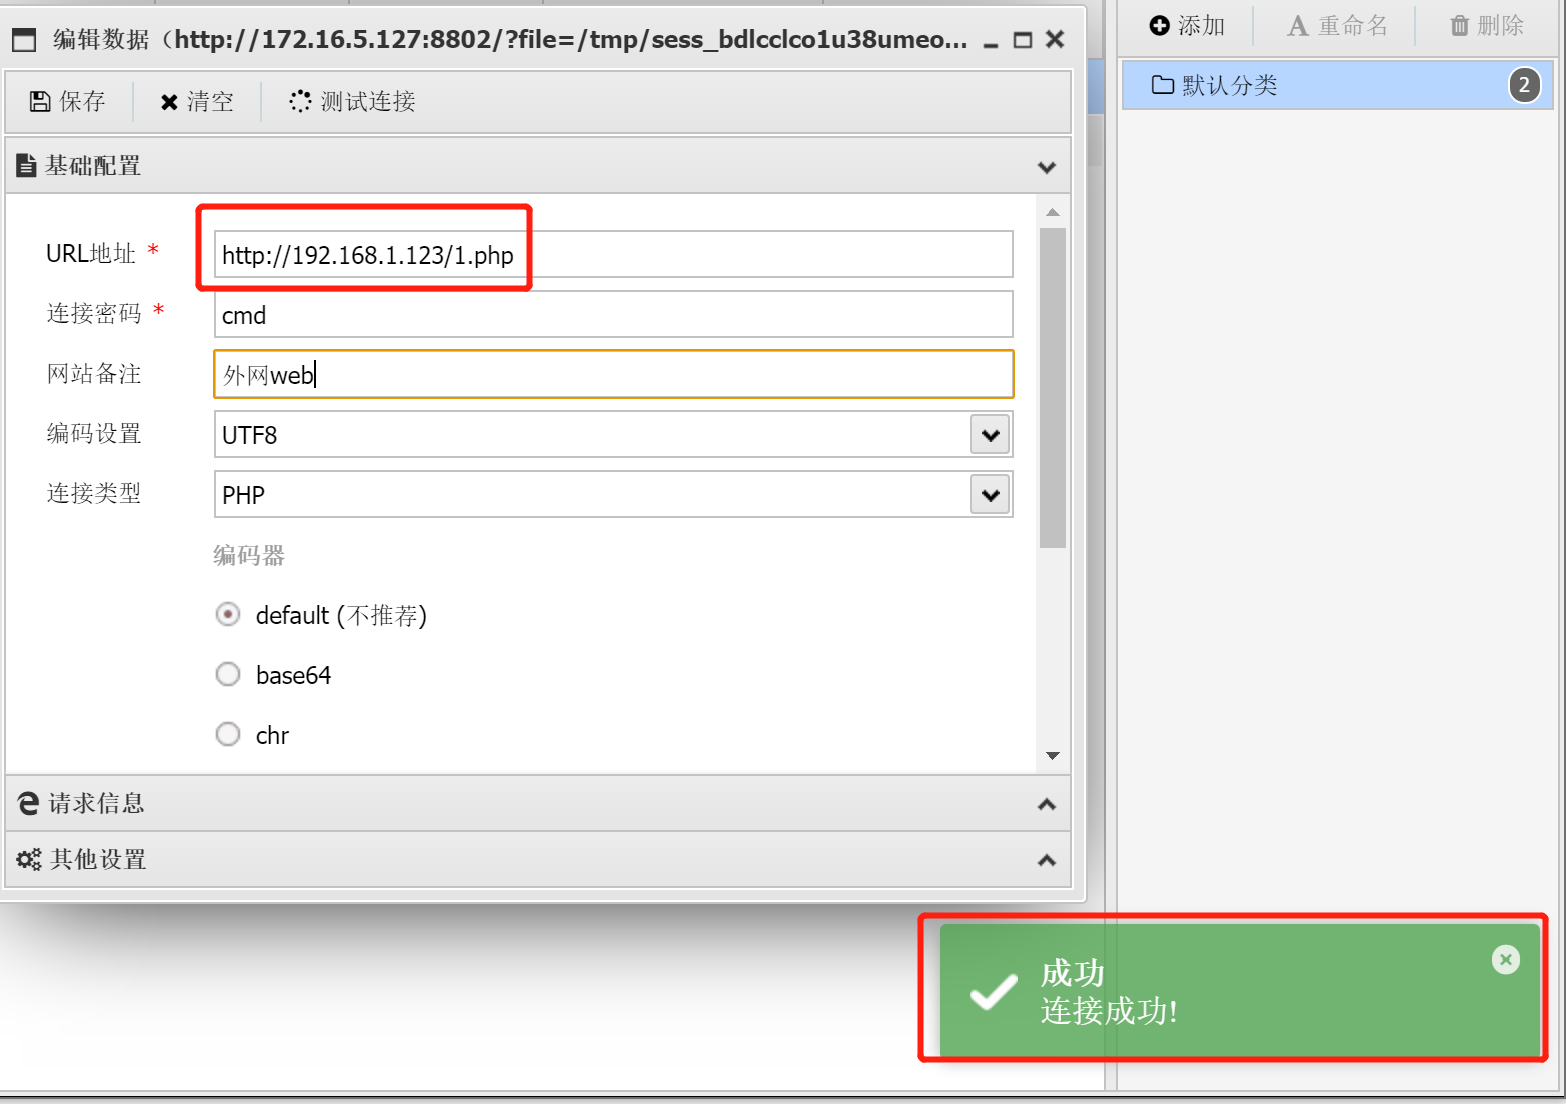 编辑数据（http://172.16.5.127:8802/?file=/tmp/sess_bdlcclco1u38umeo...
保存 清空 测试连接
基础配置
URL地址 * http://192.168.1.123/1.php
连接密码 * cmd
网站备注 外网web
编码设置 UTF8
连接类型 PHP
编码器
default (不推荐)
base64
chr
请求信息
其他设置
添加 重命名 删除
默认分类 2
成功
连接成功!